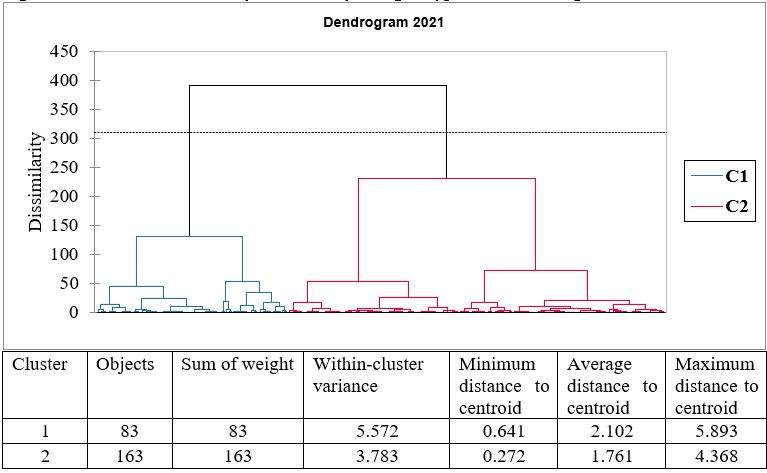 Dendrogram 2021
450
400
350
300
250
200
150
100
50
0
Dissimilarity
C1
C2
Cluster Objects Sum of weight Within-cluster variance Minimum distance to centroid Average distance to centroid Maximum distance to centroid
1 83 83 5.572 0.641 2.102 5.893
2 163 163 3.783 0.272 1.761 4.368